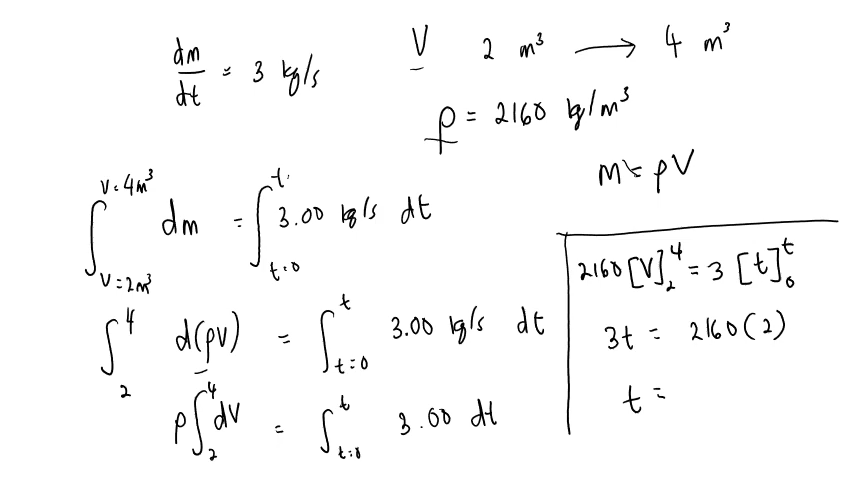 dm/dt = 3 kg/s
V 2 m³ → 4 m³
ρ = 2160 kg/m³
m = ρV
∫_{V=2m³}^{V=4m³} dm = ∫_{t=0}^{t} 3.00 kg/s dt
∫_2^4 d(ρV) = ∫_{t=0}^{t} 3.00 kg/s dt
ρ∫_2^4 dV = ∫_{t=0}^{t} 3.00 dt
2160 [V]_2^4 = 3 [t]_0^t
3t = 2160(2)
t =